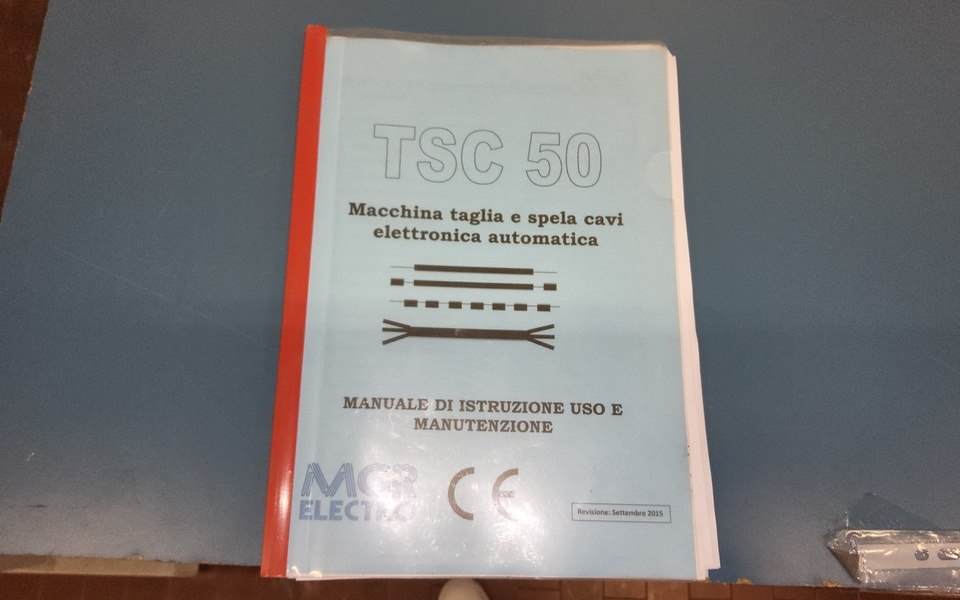 TSC 50
Macchina taglia e spela cavi
elettronica automatica
MANUALE DI ISTRUZIONE USO E
MANUTENZIONE
MGR
ELECTRO
CE
Revisione: Settembre 2015